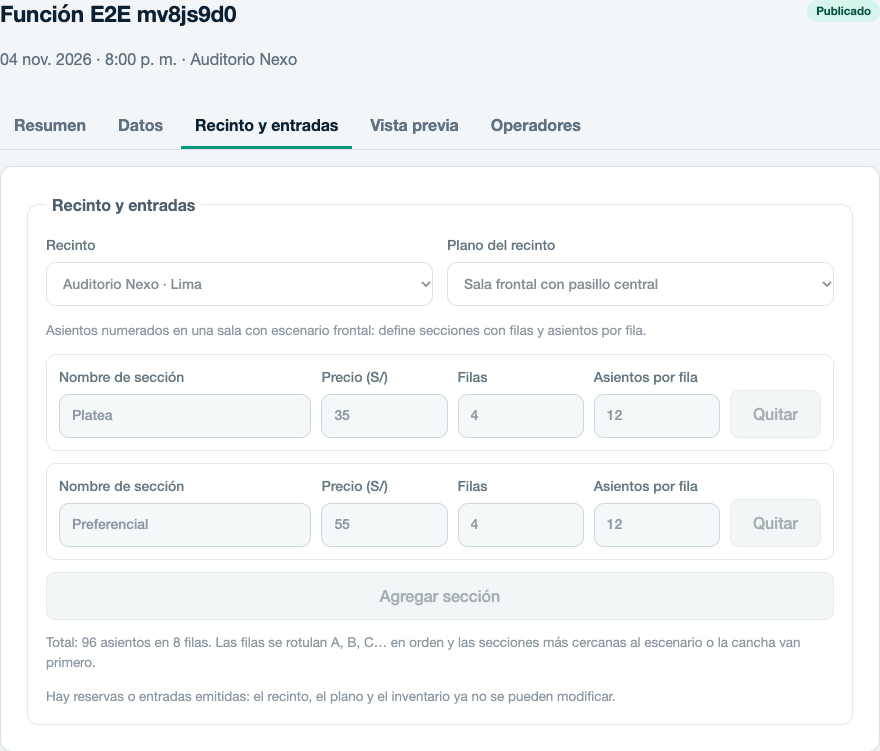 Función E2E mv8js9d0
Publicado
04 nov. 2026 · 8:00 p. m. · Auditorio Nexo
Resumen
Datos
Recinto y entradas
Vista previa
Operadores
Recinto y entradas
Recinto
Plano del recinto
Auditorio Nexo · Lima
Sala frontal con pasillo central
Asientos numerados en una sala con escenario frontal: define secciones con filas y asientos por fila.
Nombre de sección
Precio (S/)
Filas
Asientos por fila
Platea
35
4
12
Quitar
Nombre de sección
Precio (S/)
Filas
Asientos por fila
Preferencial
55
4
12
Quitar
Agregar sección
Total: 96 asientos en 8 filas. Las filas se rotulan A, B, C… en orden y las secciones más cercanas al escenario o la cancha van
primero.
Hay reservas o entradas emitidas: el recinto, el plano y el inventario ya no se pueden modificar.